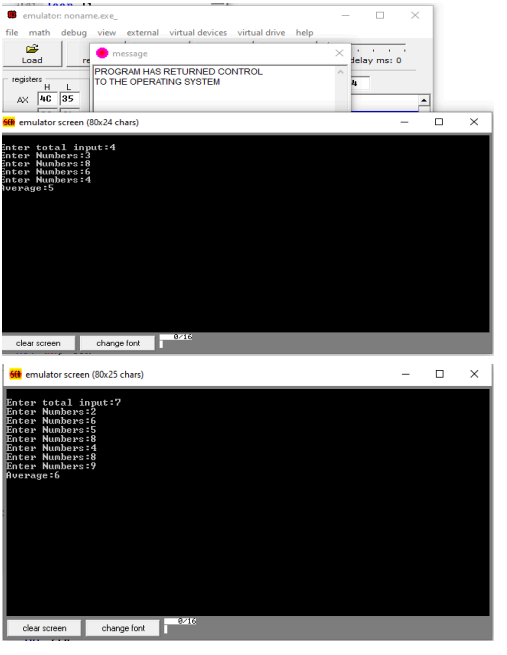 emulator: noname.exe_
file math debug view external virtual devices virtual drive help
Load
re
delay ms: 0
message
PROGRAM HAS RETURNED CONTROL
TO THE OPERATING SYSTEM
registers
H L
AX 4C 35
emulator screen (80x24 chars)
Enter total input:4
Enter Numbers:3
Enter Numbers:8
Enter Numbers:6
Enter Numbers:4
Average:5
clear screen change font 0/16
emulator screen (80x25 chars)
Enter total input:7
Enter Numbers:2
Enter Numbers:6
Enter Numbers:5
Enter Numbers:8
Enter Numbers:4
Enter Numbers:8
Enter Numbers:9
Average:6
clear screen change font 0/16